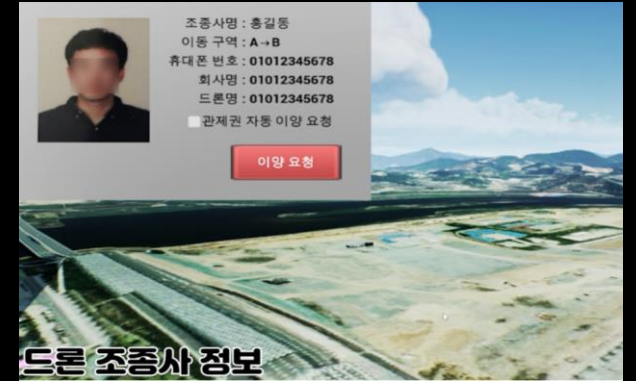 조종사명 : 홍길동
이동 구역 : A→B
휴대폰 번호 : 01012345678
회사명 : 01012345678
드론명 : 01012345678
관제권 자동 이양 요청
이양 요청
드론 조종사 정보